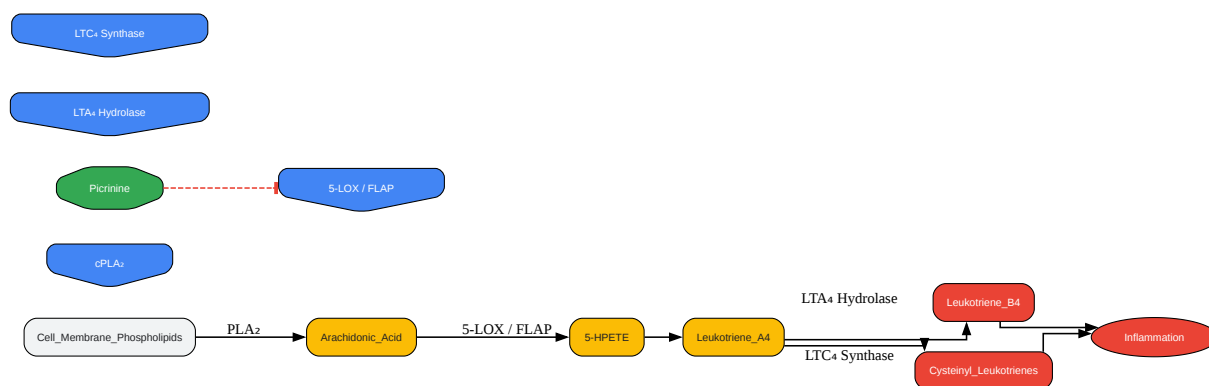 LTC₄ Synthase
LTA₄ Hydrolase
Picrinine
5-LOX / FLAP
cPLA₂
LTA₄ Hydrolase
Leukotriene_B4
Cell_Membrane_Phospholipids
PLA₂
Arachidonic_Acid
5-LOX / FLAP
5-HPETE
Leukotriene_A4
Inflammation
LTC₄ Synthase
Cysteinyl_Leukotrienes